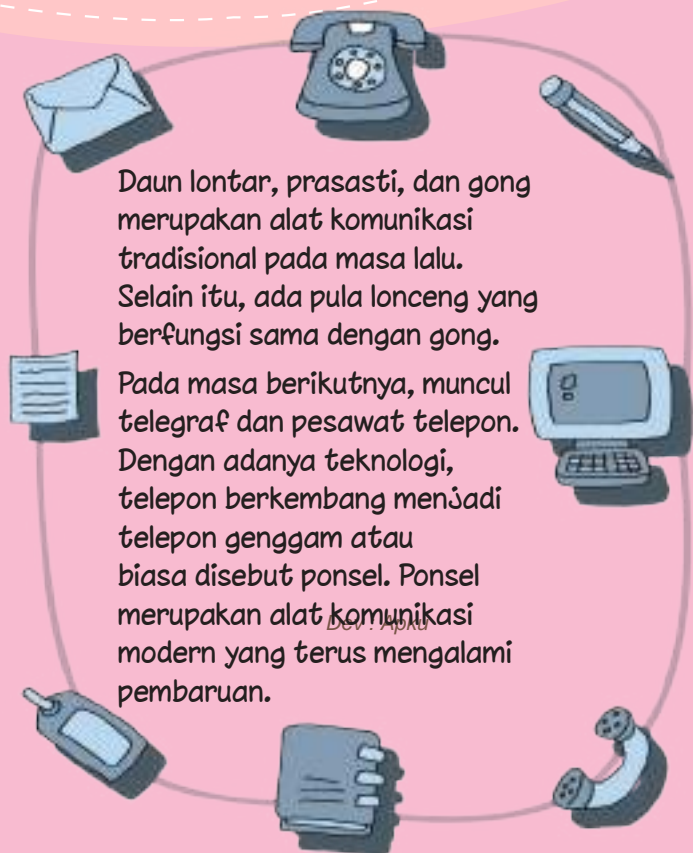 Daun lontar, prasasti, dan gong
merupakan alat komunikasi
tradisional pada masa lalu.
Selain itu, ada pula lonceng yang
berfungsi sama dengan gong.
Pada masa berikutnya, muncul
telegraf dan pesawat telepon.
Dengan adanya teknologi,
telepon berkembang menjadi
telepon genggam atau
biasa disebut ponsel. Ponsel
merupakan alat komunikasi
Dev : Apku
modern yang terus mengalami
pembaruan.